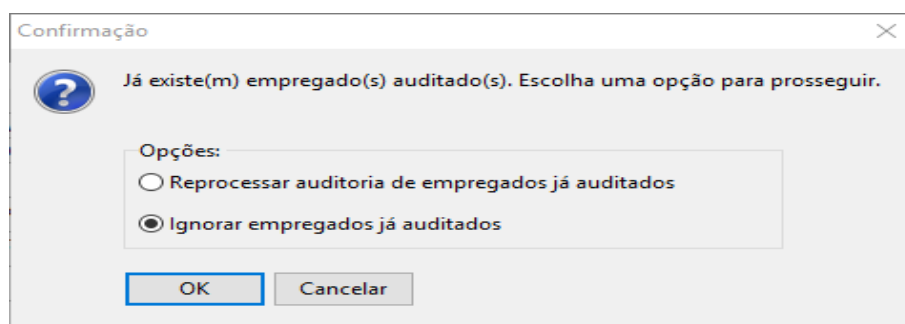 Confirmação
Já existe(m) empregado(s) auditado(s). Escolha uma opção para prosseguir.
Opções:
Reprocessar auditoria de empregados já auditados
Ignorar empregados já auditados
OK
Cancelar